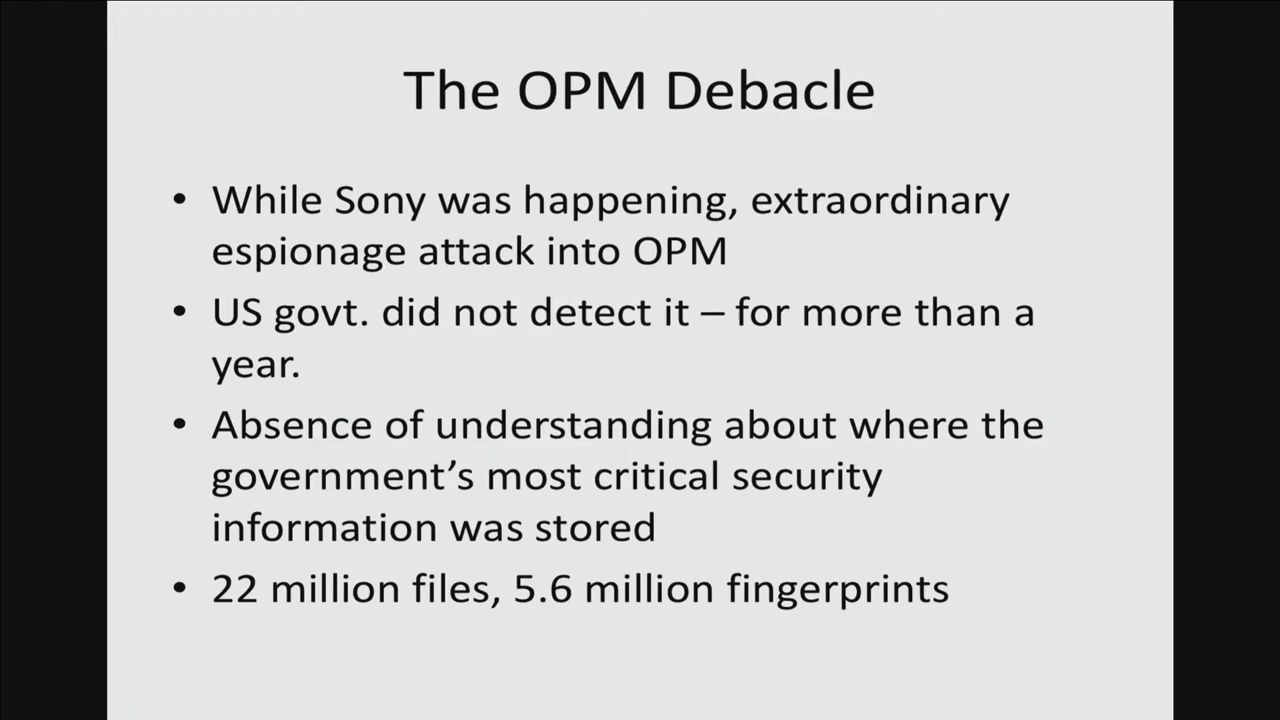 The OPM Debacle
• While Sony was happening, extraordinary
espionage attack into OPM
• US govt. did not detect it – for more than a
year.
• Absence of understanding about where the
government’s most critical security
information was stored
• 22 million files, 5.6 million fingerprints